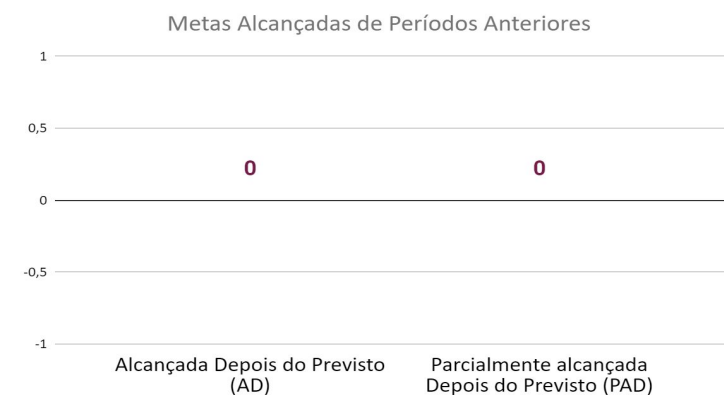 Metas Alcançadas de Períodos Anteriores
1
0,5
0 0
0
-0,5
-1
Alcançada Depois do Previsto
(AD)
Parcialmente alcançada
Depois do Previsto (PAD)